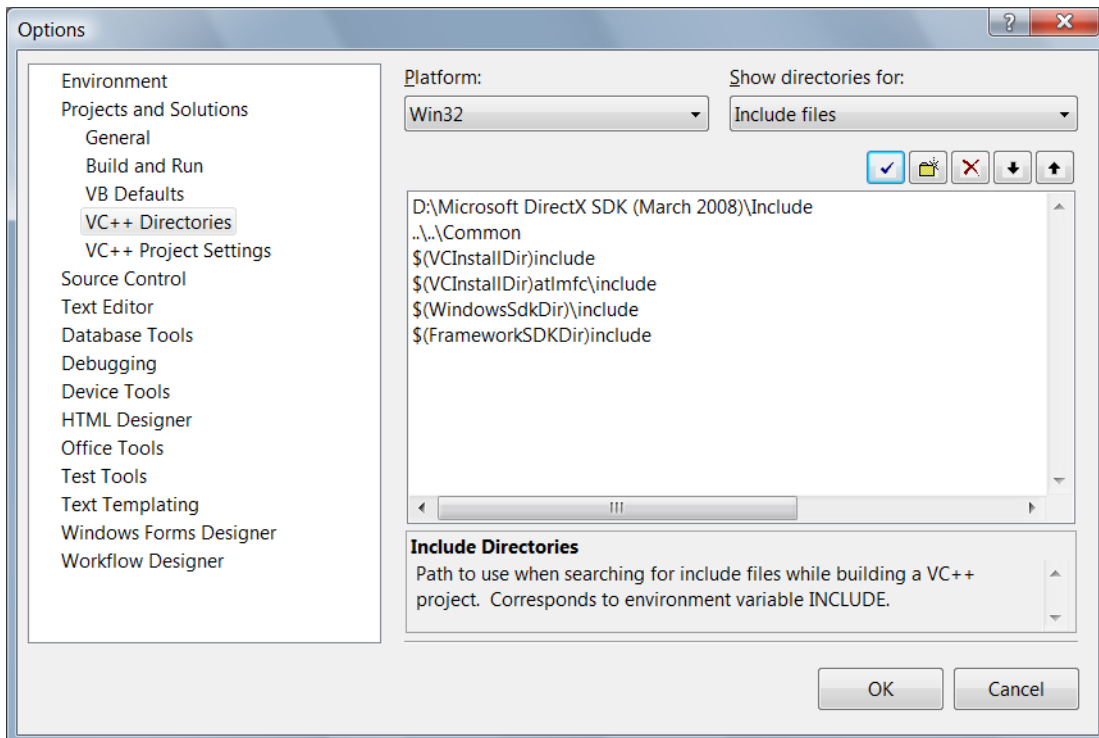 Options
Environment
Projects and Solutions
General
Build and Run
VB Defaults
VC++ Directories
VC++ Project Settings
Source Control
Text Editor
Database Tools
Debugging
Device Tools
HTML Designer
Office Tools
Test Tools
Text Templating
Windows Forms Designer
Workflow Designer
Platform:
Win32
Show directories for:
Include files
D:\Microsoft DirectX SDK (March 2008)\Include
..\..\Common
$(VCInstallDir)include
$(VCInstallDir)atlmfc\include
$(WindowsSdkDir)\include
$(FrameworkSDKDir)include
Include Directories
Path to use when searching for include files while building a VC++
project.  Corresponds to environment variable INCLUDE.
OK
Cancel